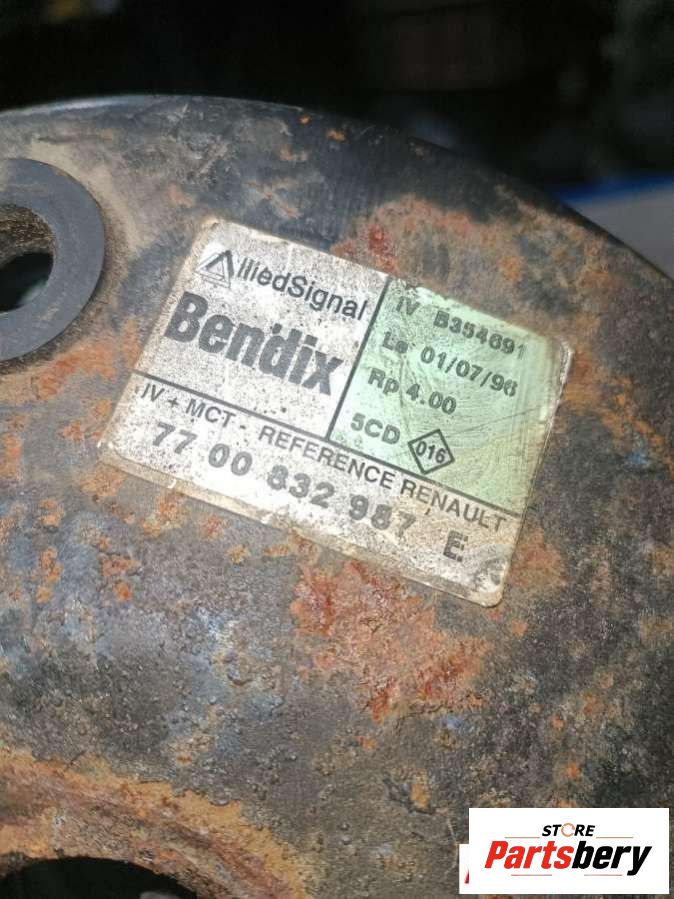 AlliedSignal
Bendix
IV B354691
Le 01/07/96
Rp 4.00
5CD 016
IV + MCT - REFERENCE RENAULT
77 00 832 987 E
STORE
Partsbery